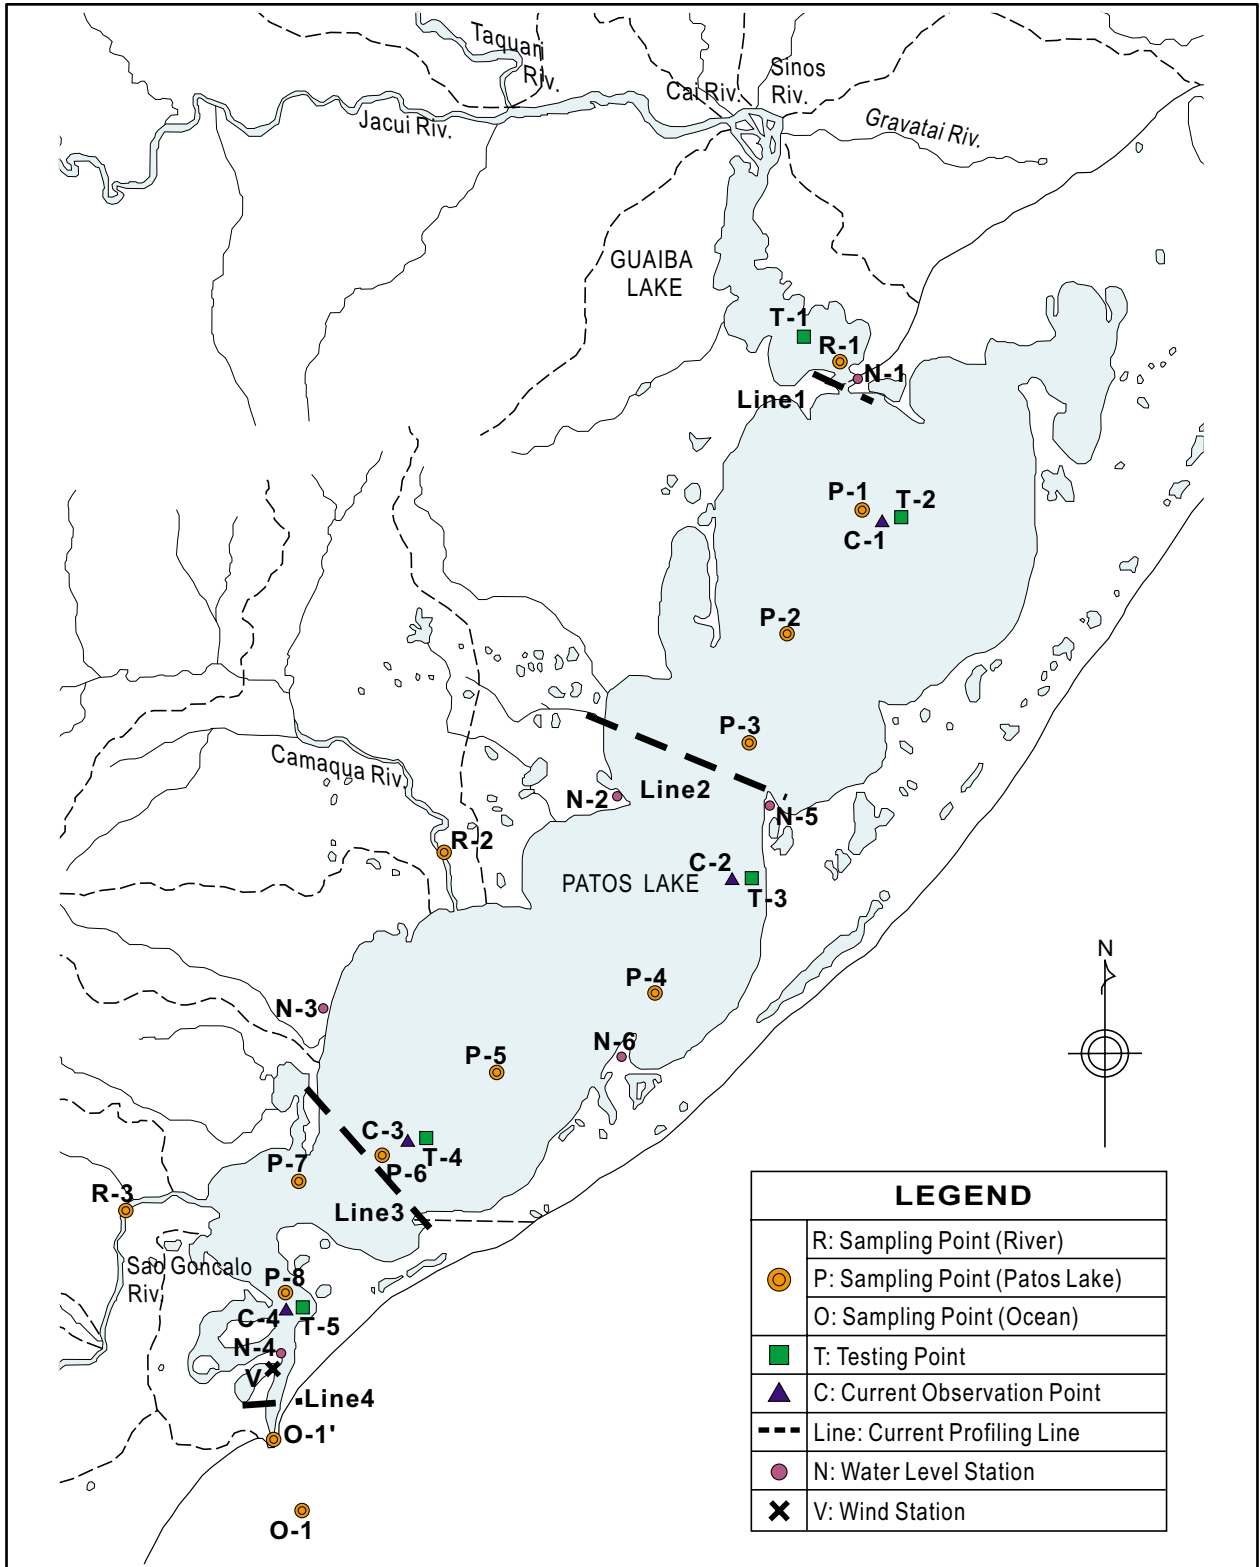 Taquari
Riv.
Sinos
Riv.
Cai Riv.
Jacui Riv.
Gravatai Riv.
GUAIBA
LAKE
T-1
R-1
N-1
Line1
P-1
T-2
C-1
P-2
P-3
Camaqua Riv.
N-2
Line2
N-5
R-2
C-2
PATOS LAKE
T-3
N
P-4
N-3
N-6
P-5
C-3
T-4
P-6
P-7
R-3
Line3
Sao Goncalo
Riv.
P-8
C-4
T-5
N-4
V
Line4
O-1'
O-1
LEGEND
R: Sampling Point (River)
P: Sampling Point (Patos Lake)
O: Sampling Point (Ocean)
T: Testing Point
C: Current Observation Point
Line: Current Profiling Line
N: Water Level Station
V: Wind Station